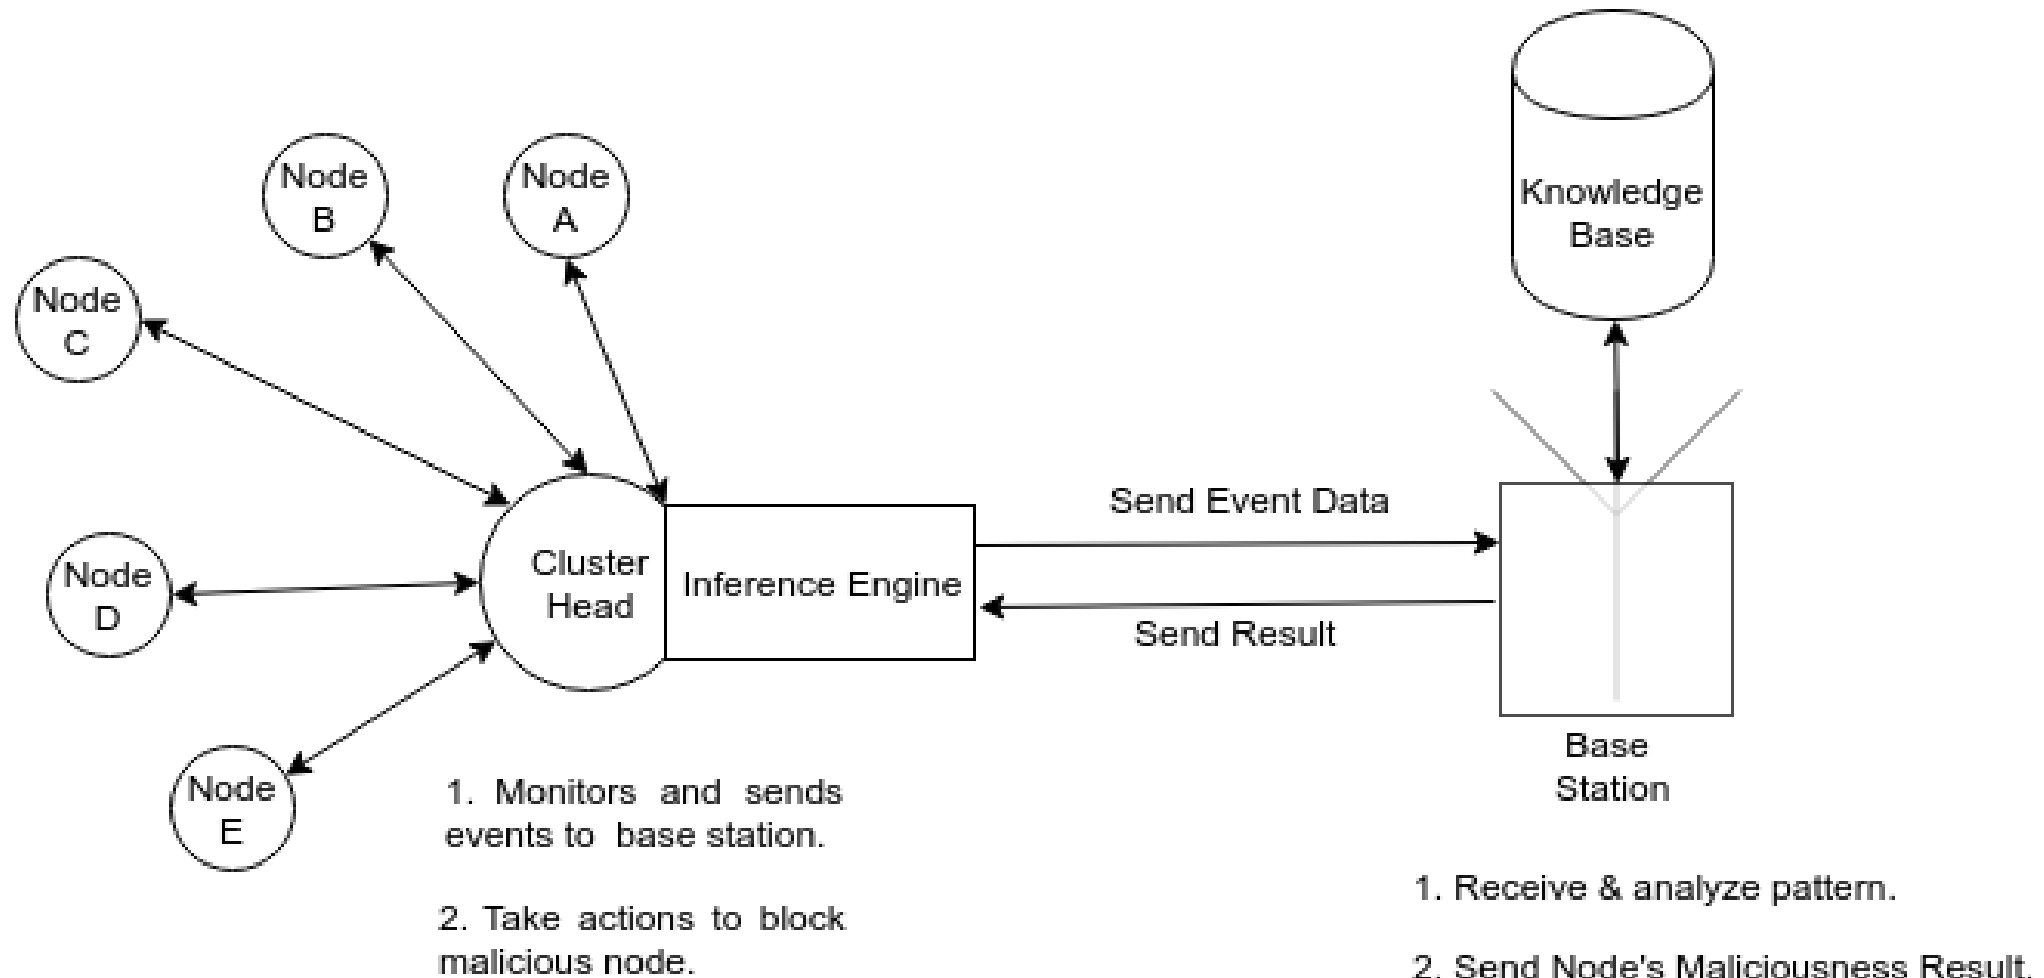 Node
B
Node
A
Node
C
Knowledge
Base
Send Event Data
Cluster
Head
Inference Engine
Node
D
Send Result
Base
Station
Node
E
1. Monitors and sends
events to base station.
2. Take actions to block
malicious node.
1. Receive & analyze pattern.
2. Send Node's Maliciousness Result.